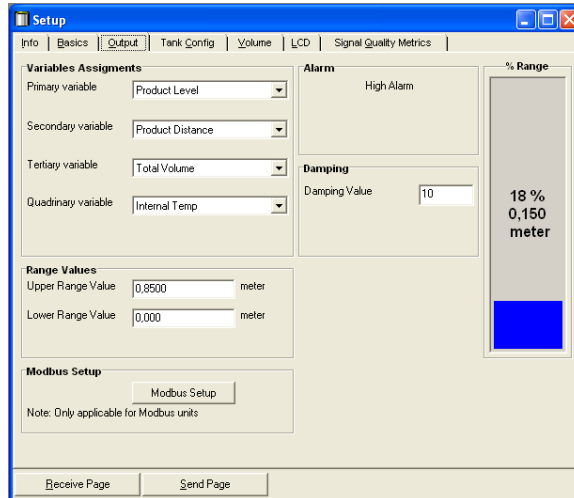 Setup
Info Basics Output Tank Config Volume LCD Signal Quality Metrics
Variables Assigments
Primary variable Product Level
Secondary variable Product Distance
Tertiary variable Total Volume
Quadrinary variable Internal Temp
Range Values
Upper Range Value 0,8500 meter
Lower Range Value 0,000 meter
Modbus Setup
Modbus Setup
Note: Only applicable for Modbus units
Alarm
High Alarm
Damping
Damping Value 10
% Range
18 %
0,150
meter
Receive Page Send Page